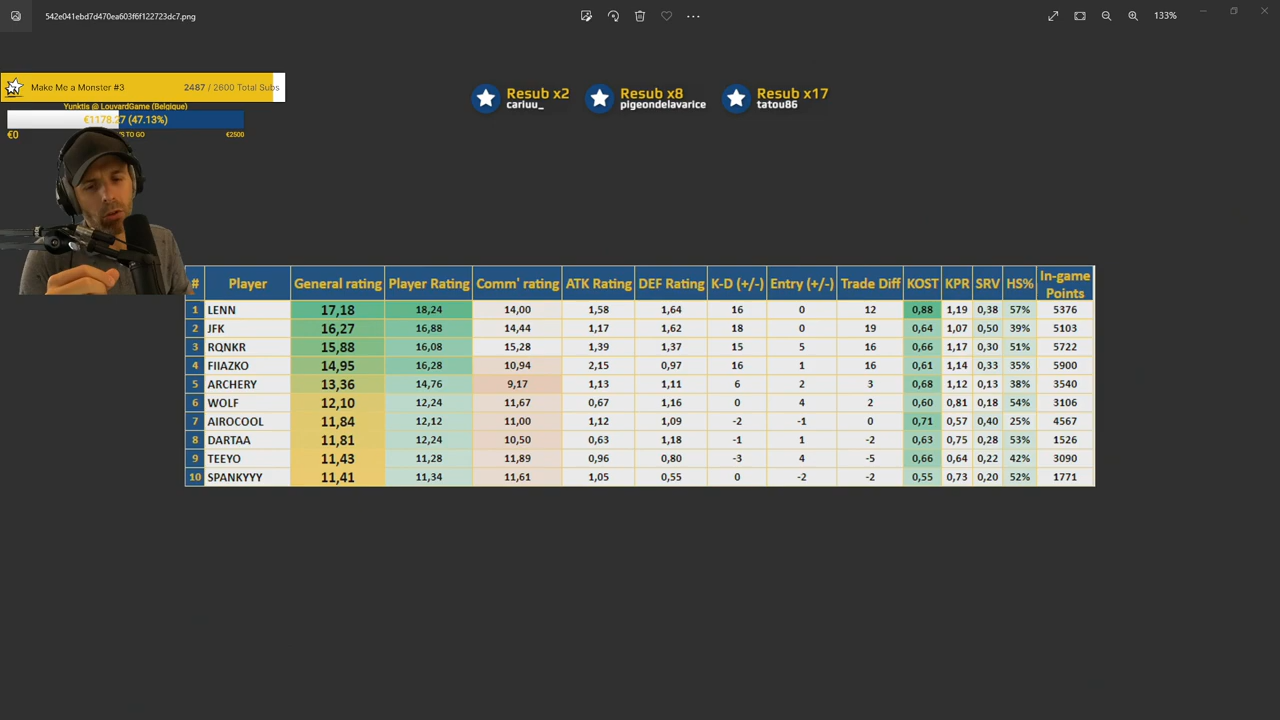 542e041ebd7d470ea603f6f122723dc7.png
133%
Make Me a Monster #3 2487 / 2600 Total Subs
Yunktis @ LouvardGame (Belgique)
€1178.27 (47.13%)
€0 TO GO €2500
Resub x2 Resub x8 Resub x17
cariuu_ pigeondelavarice tatou86
# Player General rating Player Rating Comm' rating ATK Rating DEF Rating K-D (+/-) Entry (+/-) Trade Diff KOST KPR SRV HS% In-game Points
1 LENN 17,18 18,24 14,00 1,58 1,64 16 0 12 0,88 1,19 0,38 57% 5376
2 JFK 16,27 16,88 14,44 1,17 1,62 18 0 19 0,64 1,07 0,50 39% 5103
3 RQNKR 15,88 16,08 15,28 1,39 1,37 15 5 16 0,66 1,17 0,30 51% 5722
4 FIIAZKO 14,95 16,28 10,94 2,15 0,97 16 1 16 0,61 1,14 0,33 35% 5900
5 ARCHERY 13,36 14,76 9,17 1,13 1,11 6 2 3 0,68 1,12 0,13 38% 3540
6 WOLF 12,10 12,24 11,67 0,67 1,16 0 4 2 0,60 0,81 0,18 54% 3106
7 AIROCOOL 11,84 12,12 11,00 1,12 1,09 -2 -1 0 0,71 0,57 0,40 25% 4567
8 DARTAA 11,81 12,24 10,50 0,63 1,18 -1 1 -2 0,63 0,75 0,28 53% 1526
9 TEEYO 11,43 11,28 11,89 0,96 0,80 -3 4 -5 0,66 0,64 0,22 42% 3090
10 SPANKYYY 11,41 11,34 11,61 1,05 0,55 0 -2 -2 0,55 0,73 0,20 52% 1771